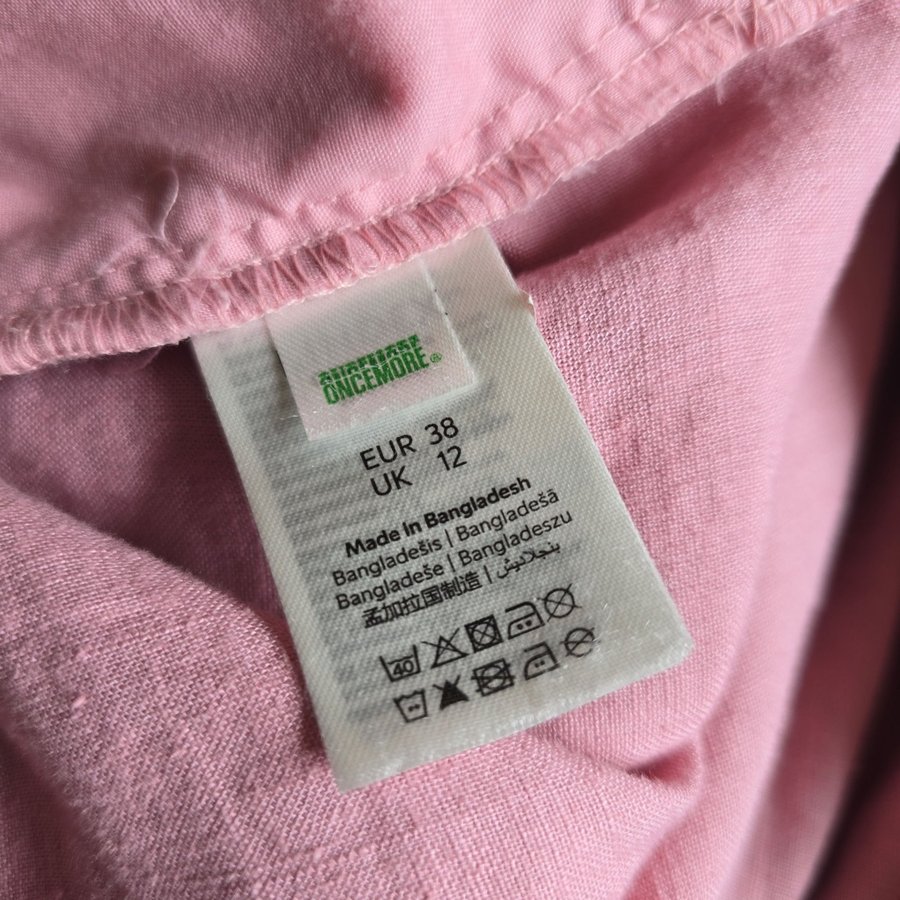 ONCEMORE®
EUR 38
UK 12
Made In Bangladesh
Bangladešis | Bangladešā
Bangladeše | Bangladeszu
孟加拉国制造 | بنجلاديش
40